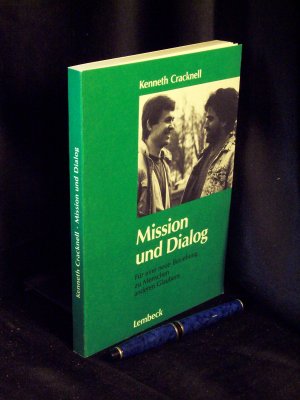 Kenneth Cracknell · Mission und Dialog
Kenneth Cracknell
Mission
und Dialog
Für eine neue Beziehung
zu Menschen
anderen Glaubens
Lembeck